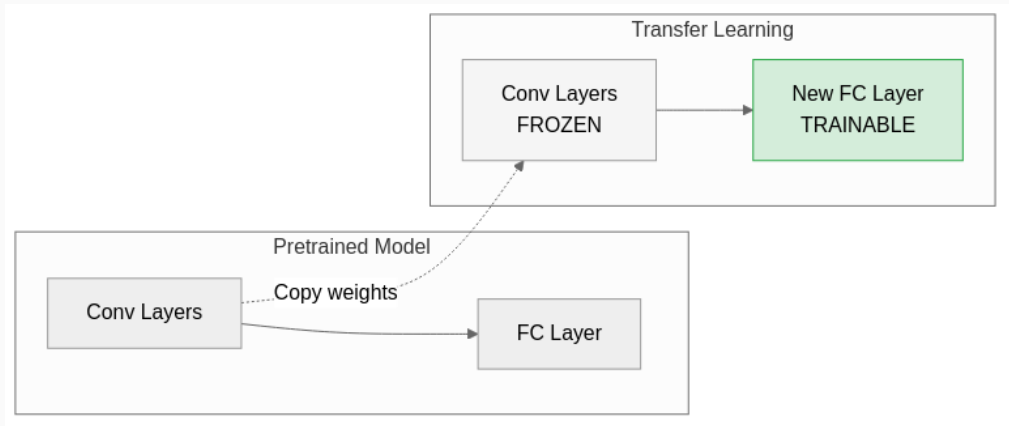 Transfer Learning
Conv Layers
FROZEN
New FC Layer
TRAINABLE
Pretrained Model
Conv Layers
Copy weights
FC Layer